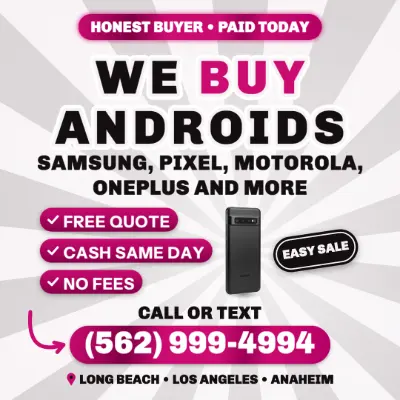 HONEST BUYER • PAID TODAY
WE BUY
ANDROIDS
SAMSUNG, PIXEL, MOTOROLA,
ONEPLUS AND MORE
FREE QUOTE
CASH SAME DAY
NO FEES
EASY SALE
CALL OR TEXT
(562) 999-4994
LONG BEACH • LOS ANGELES • ANAHEIM